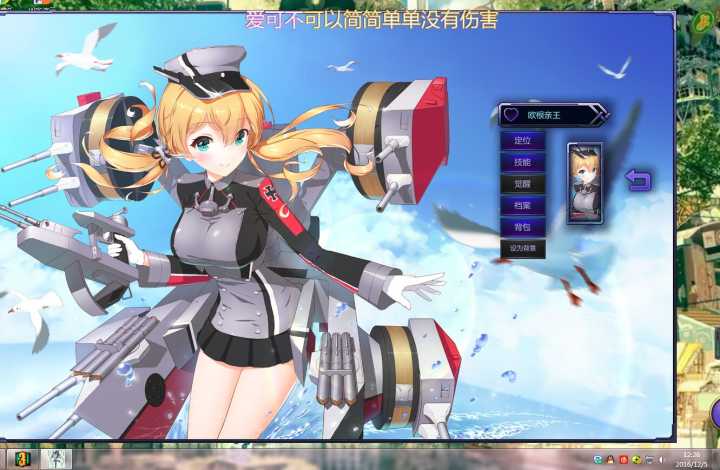 爱可不可以简简单单没有伤害
欧根亲王
定位
技能
觉醒
档案
背包
设为背景
12:26
2016/12/5